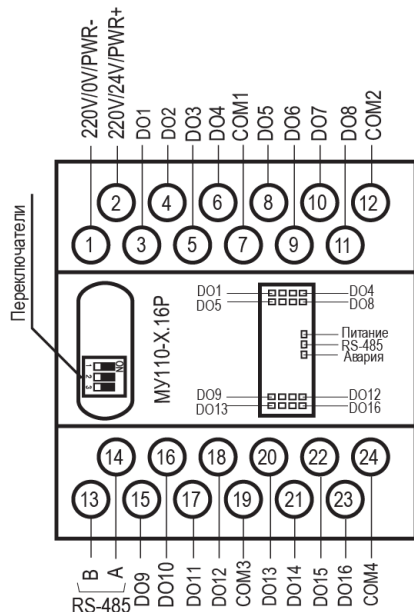 220V/0V/PWR-
220V/24V/PWR+
DO1
DO2
DO3
DO4
COM1
DO5
DO6
DO7
DO8
COM2
2
4
6
8
10
12
1
3
5
7
9
11
Переключатели
ON
1
2
3
МУ110-Х.16Р
DO1
DO4
DO5
DO8
Питание
RS-485
Авария
DO9
DO12
DO13
DO16
14
16
18
20
22
24
13
15
17
19
21
23
B
A
RS-485
DO9
DO10
DO11
DO12
COM3
DO13
DO14
DO15
DO16
COM4